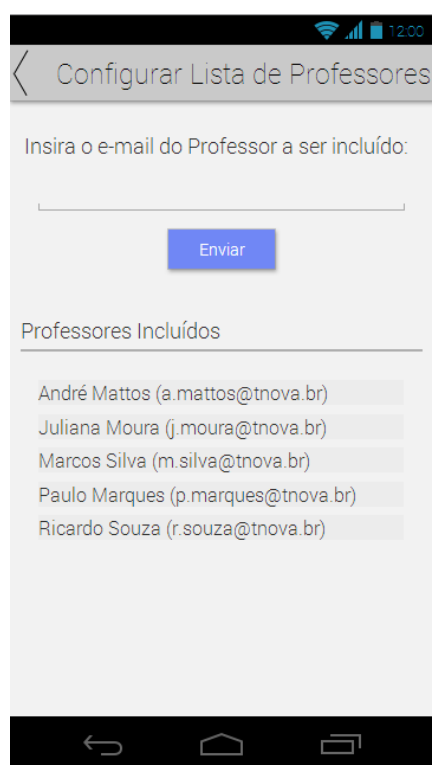 12:00
Configurar Lista de Professores
Insira o e-mail do Professor a ser incluído:
Enviar
Professores Incluídos
André Mattos (a.mattos@tnova.br)
Juliana Moura (j.moura@tnova.br)
Marcos Silva (m.silva@tnova.br)
Paulo Marques (p.marques@tnova.br)
Ricardo Souza (r.souza@tnova.br)